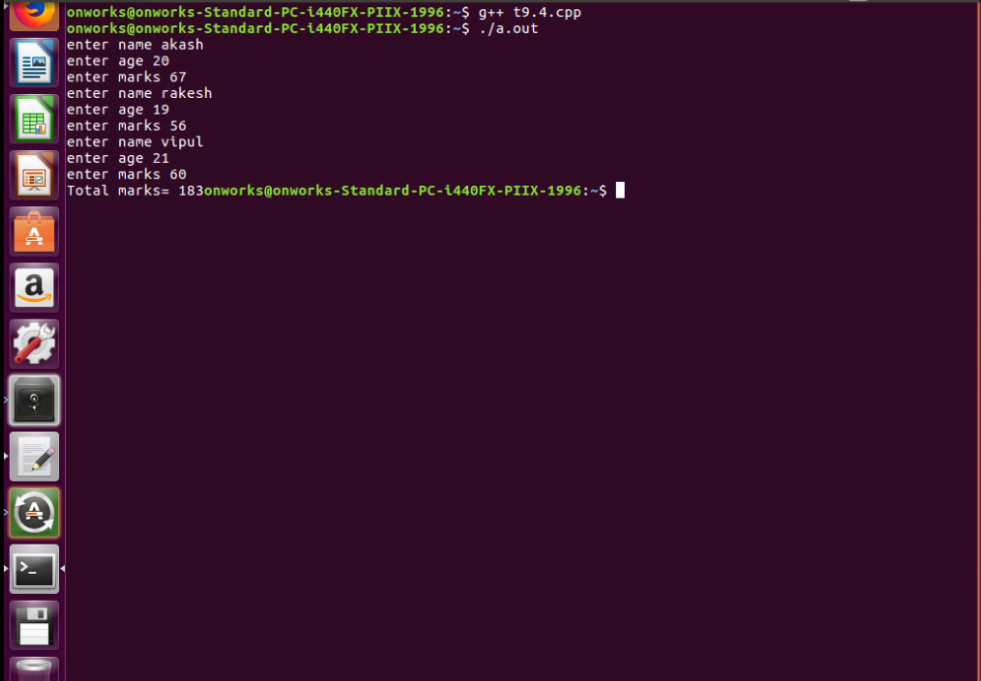 onworks@onworks-Standard-PC-i440FX-PIIX-1996:~$ g++ t9.4.cpp
onworks@onworks-Standard-PC-i440FX-PIIX-1996:~$ ./a.out
enter name akash
enter age 20
enter marks 67
enter name rakesh
enter age 19
enter marks 56
enter name vipul
enter age 21
enter marks 60
Total marks= 183onworks@onworks-Standard-PC-i440FX-PIIX-1996:~$